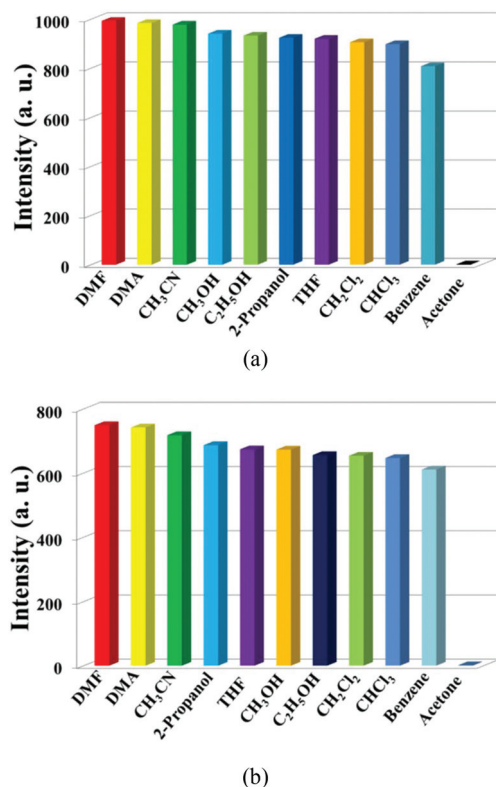 Intensity (a. u.)
1000
800
600
400
200
0
DMF
DMA
CH₃CN
CH₃OH
C₂H₅OH
2-Propanol
THF
CH₂Cl₂
CHCl₃
Benzene
Acetone
(a)
Intensity (a. u.)
800
600
400
200
0
DMF
DMA
CH₃CN
2-Propanol
THF
CH₃OH
C₂H₅OH
CH₂Cl₂
CHCl₃
Benzene
Acetone
(b)